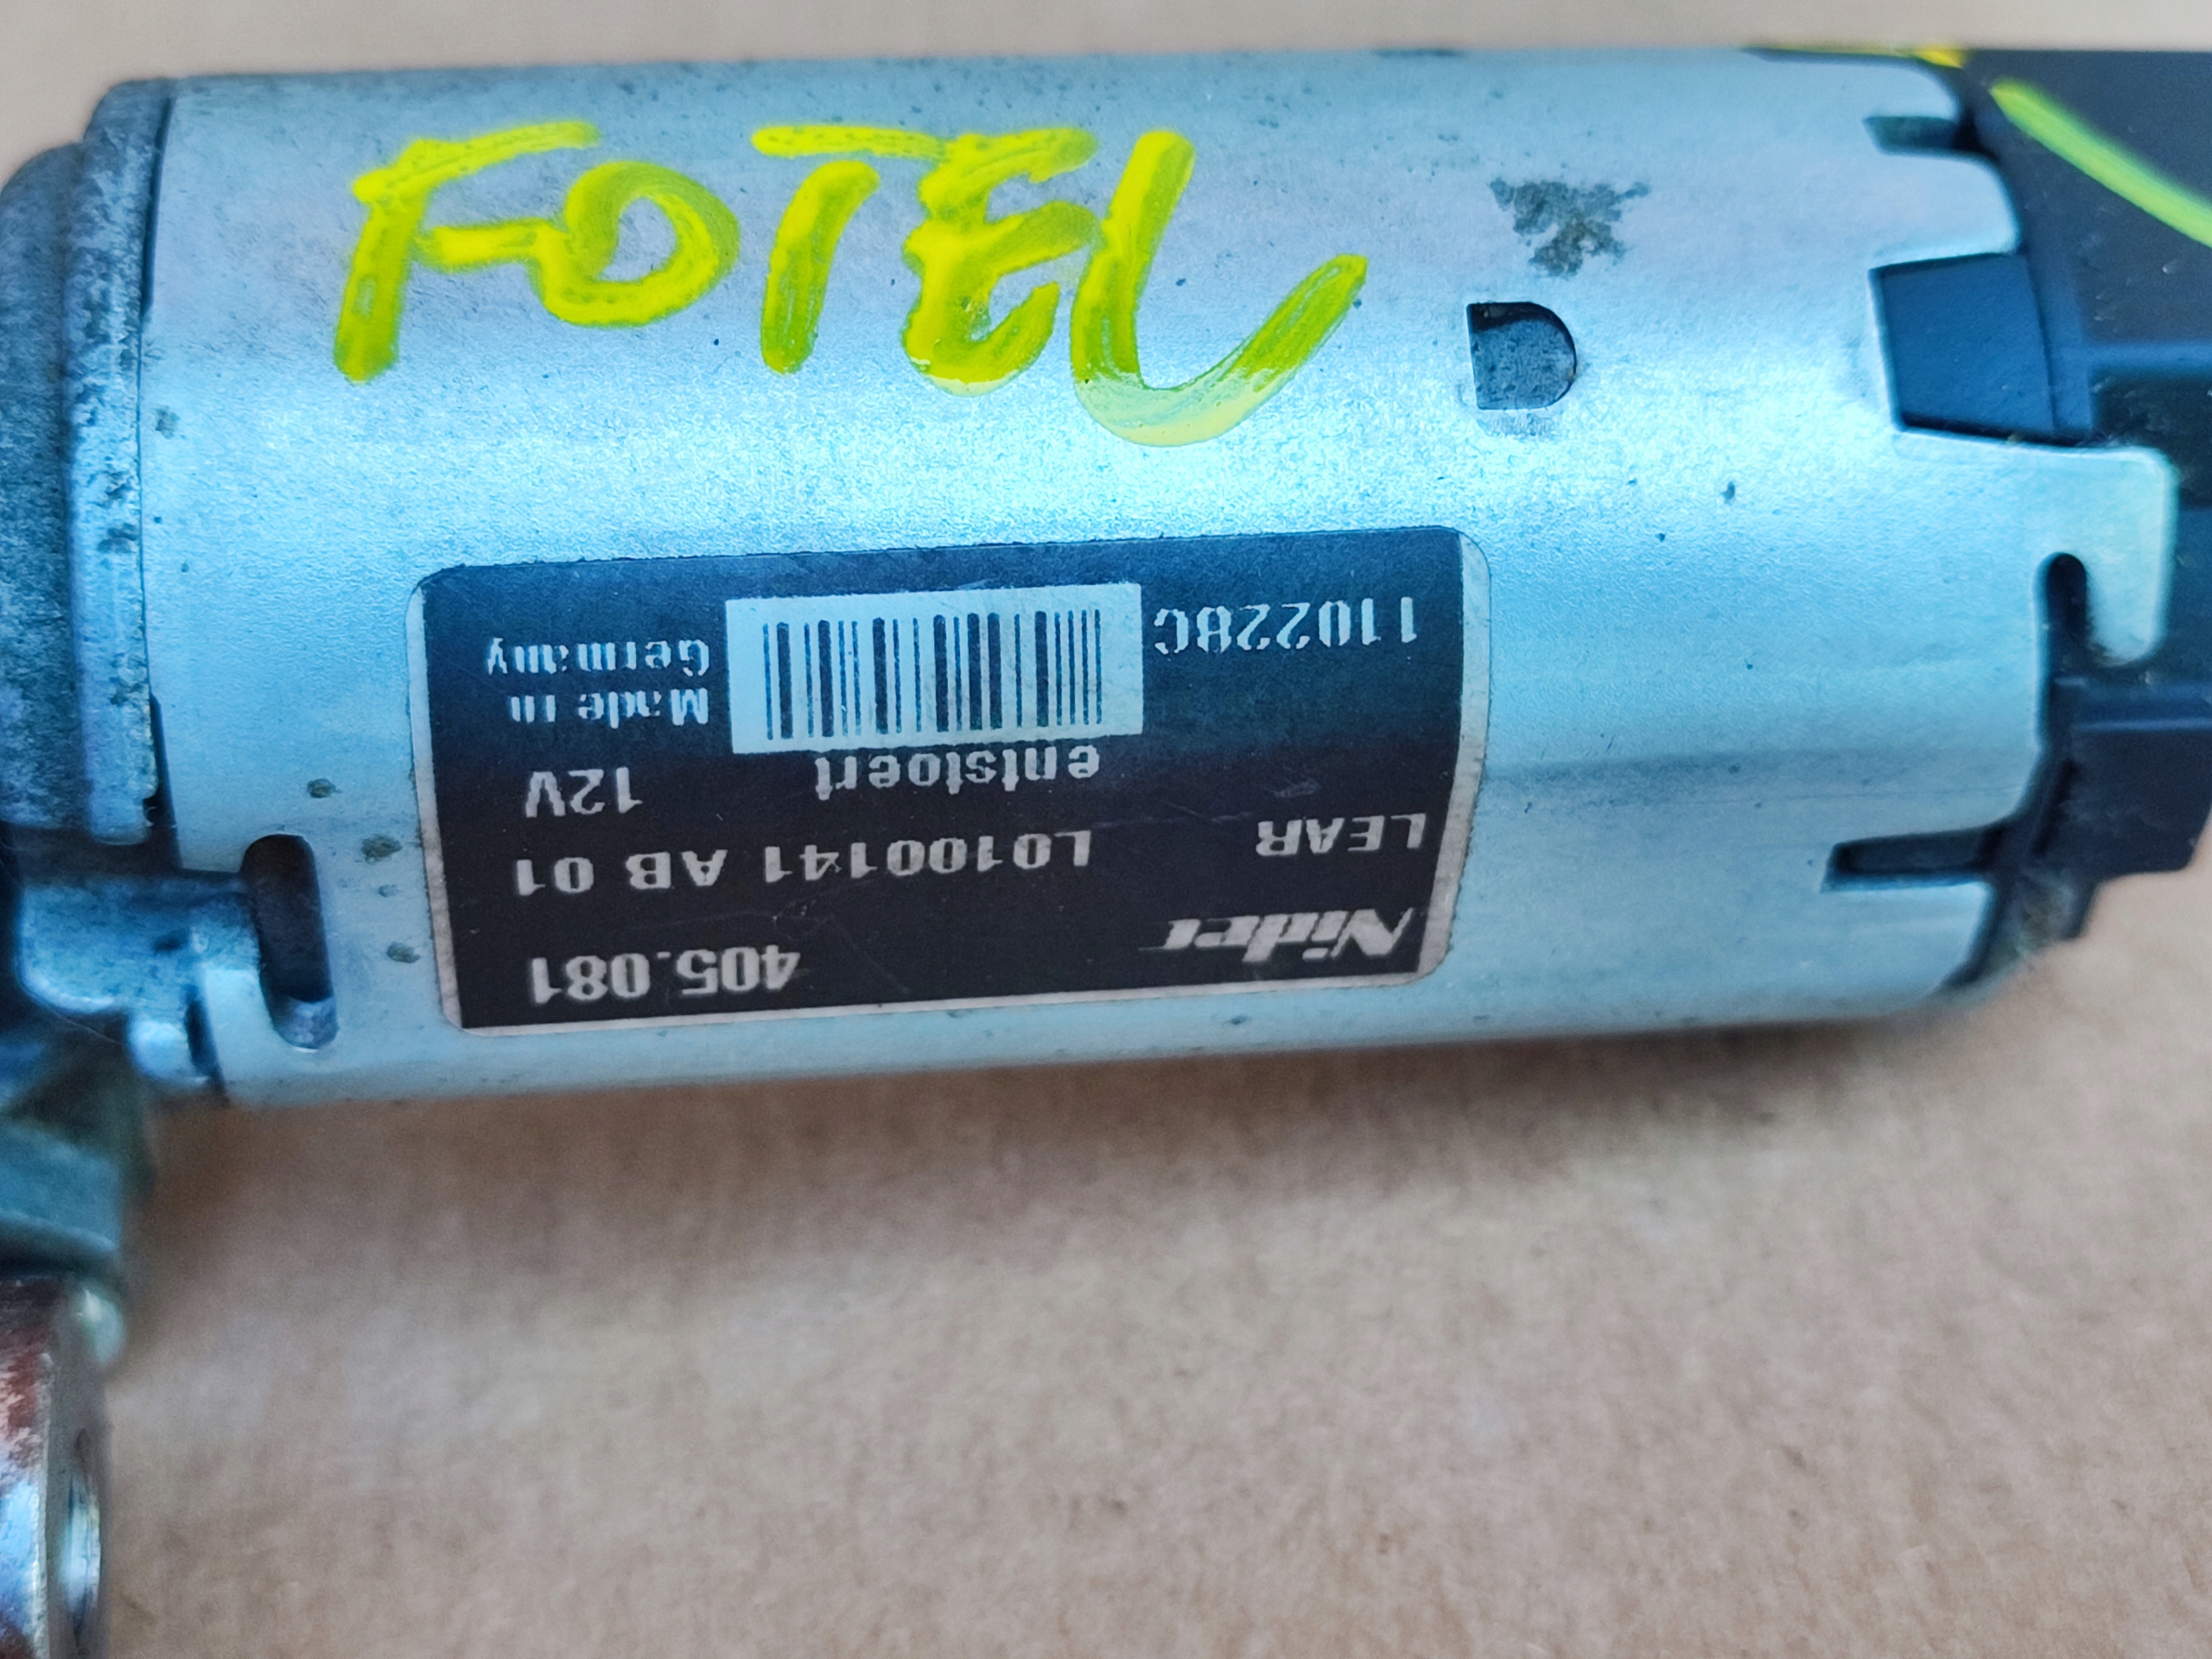 FOTEL
Nidec 405.081
LEAR L0100141 AB 01
entstoert 12V
110228C Made in
Germany